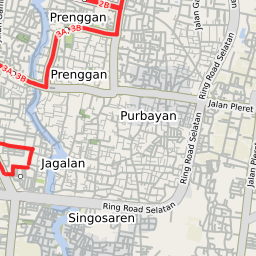 Prenggan
2B
3A, 3B
3A, 3B
Prenggan
Ring Road Selatan
Jalan Pleret
Purbayan
Ring Road Selatan
Jagalan
Jalan Pleret
Ring Road Selatan
Singosaren